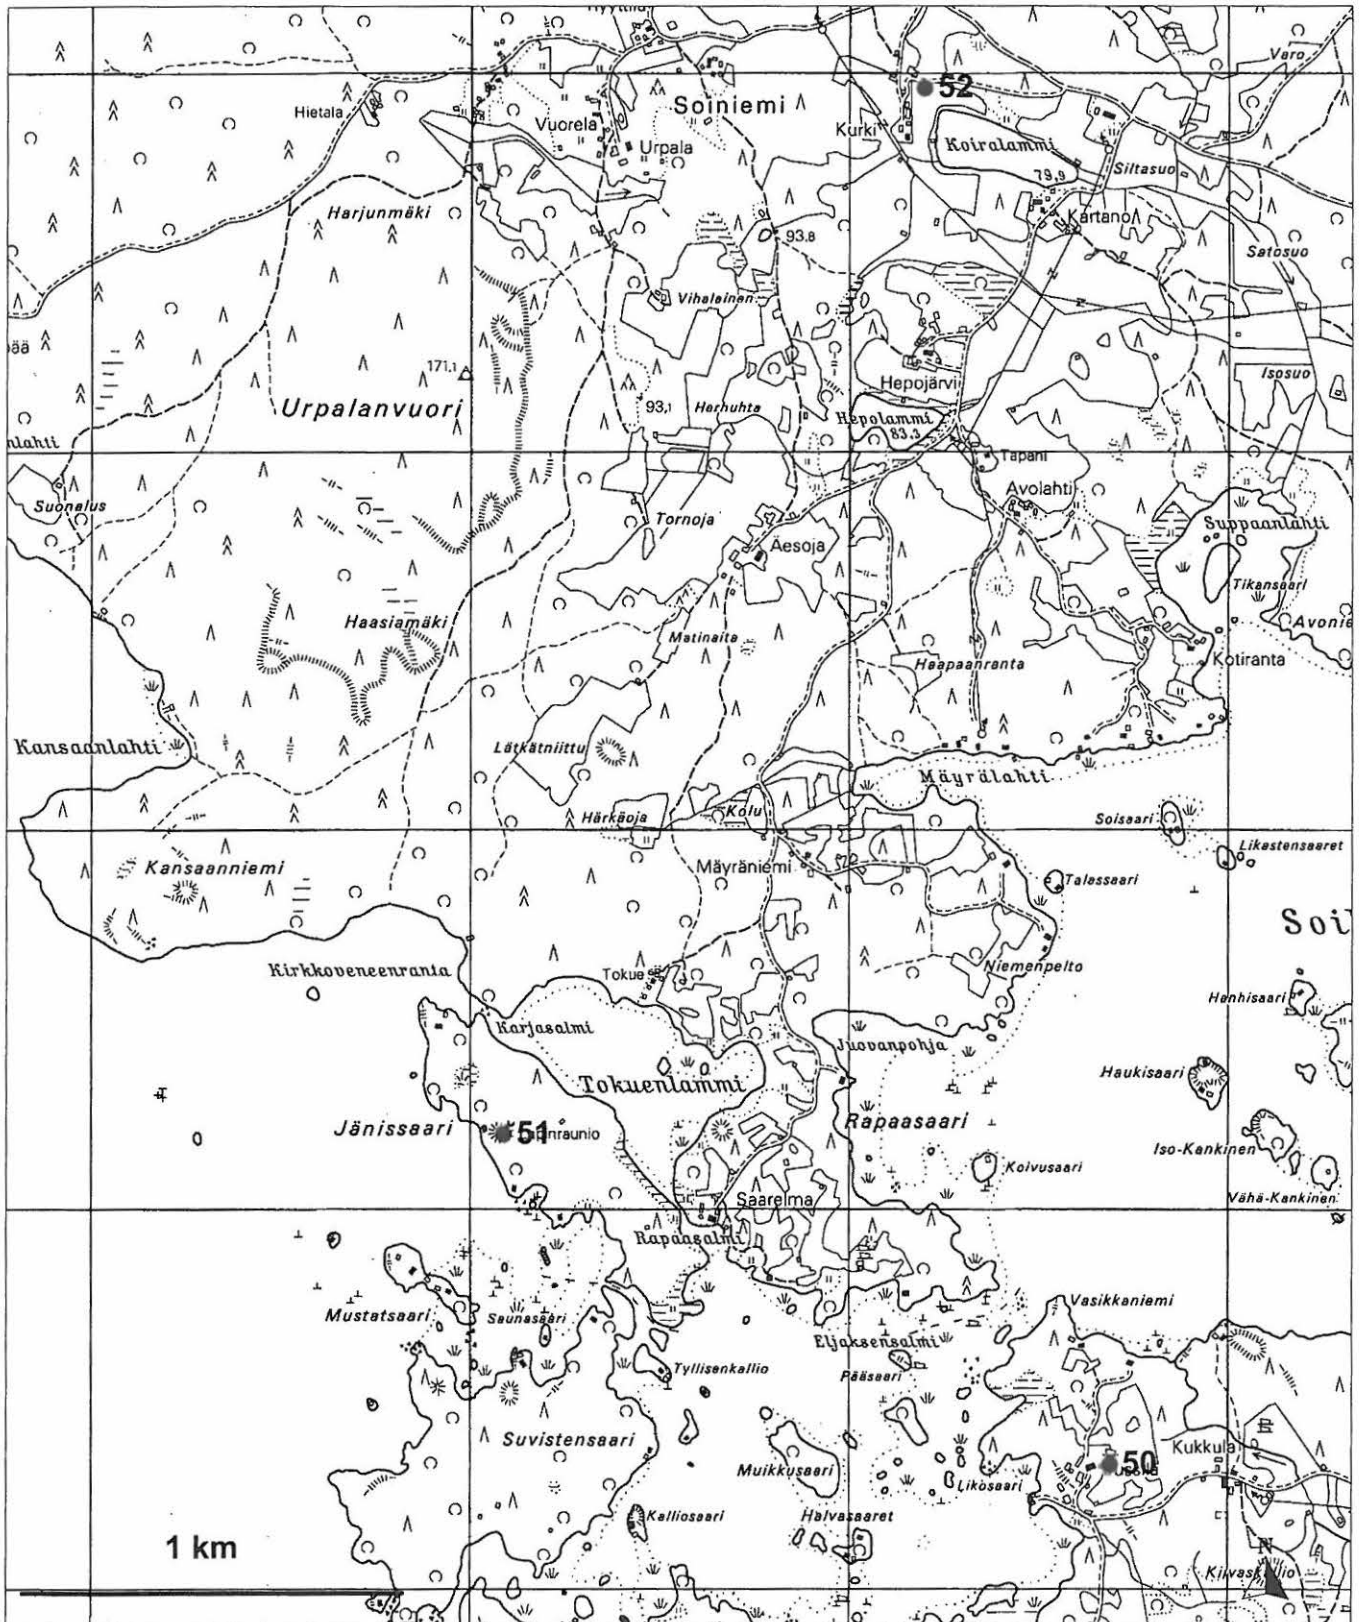 Varo
52
Hietala
Soiniemi
Vuorela
Kurki
Urpala
Koiralammi
79,9
Siltasuo
Harjunmäki
Kartano
93,8
Satosuo
Vihalainen
171,1
Isosuo
Hepojärvi
Urpalanvuori
93,1
Herhuhta
Hepolammi
83,3
nlahti
Tapani
Suonalus
Avolahti
Tornoja
Suppaanlahti
Äesoja
Tikansaari
Haasiamäki
Avonie
Matinaita
Haapaanranta
Kotiranta
Kansaanlahti
Lätkätniittu
Mäyrälahti
Härkäoja
Kolu
Soisaari
Likastensaaret
Kansaanniemi
Mäyräniemi
Talassaari
Soi
Kirkkoveneenranta
Tokue
Niemenpelto
Hanhisaari
Karjasalmi
Juovanpohja
Tokuenlammi
Haukisaari
Jänissaari
51
Rapaasaari
Iso-Kankinen
Koivusaari
Vähä-Kankinen
Saarelma
Rapaasalmi
Vasikkaniemi
Mustatsaari
Saunasaari
Eljaksensalmi
Tyllisenkallio
Pääsaari
Suvistensaari
Kukkula
Muikkusaari
50
Likosaari
Kalliosaari
Halvasaaret
1 km
N